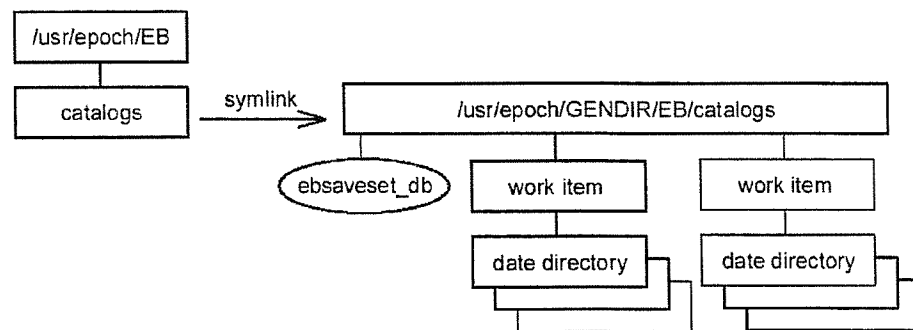 /usr/epoch/EB
catalogs
symlink
/usr/epoch/GENDIR/EB/catalogs
ebsaveset_db
work item
work item
date directory
date directory